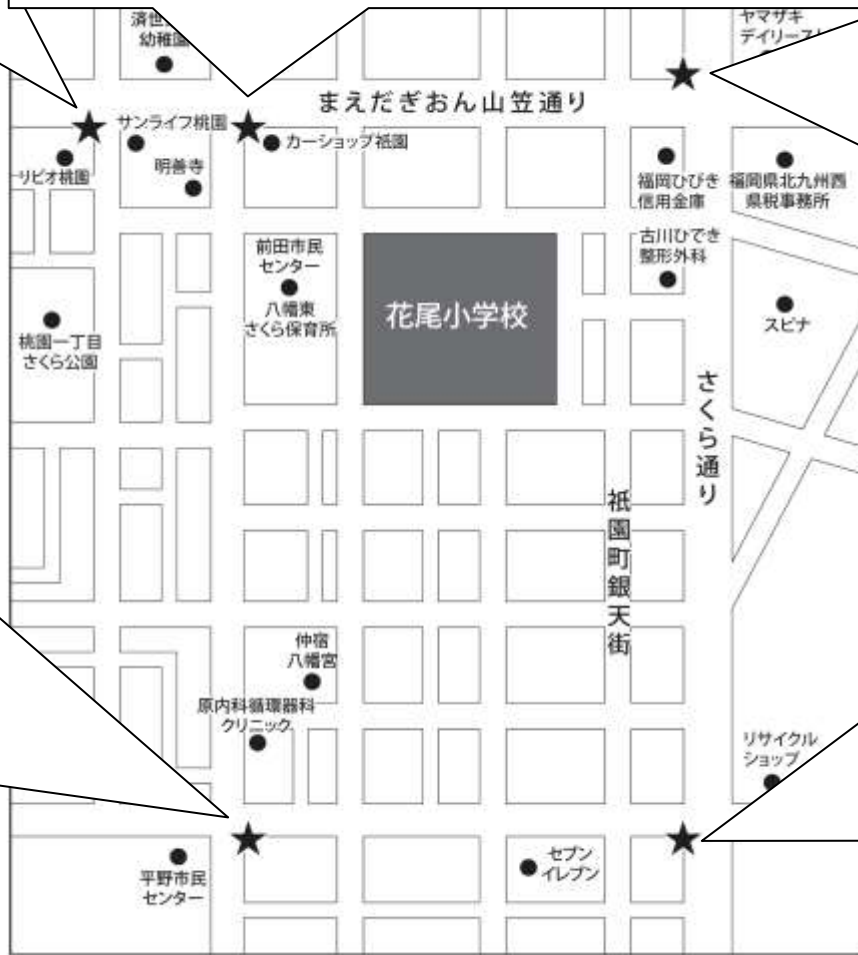 済世
幼稚園
ヤマザキ
デイリース
まえだぎおん山笠通り
サンライフ桃園
カーショップ祇園
リビオ桃園
明善寺
福岡ひびき
信用金庫
福岡県北九州西
県税事務所
前田市民
センター
八幡東
さくら保育所
花尾小学校
古川ひでき
整形外科
スピナ
桃園一丁目
さくら公園
さくら通り
祇園町銀天街
仲宿
八幡宮
原内科循環器科
クリニック
リサイクル
ショップ
平野市民
センター
セブン
イレブン